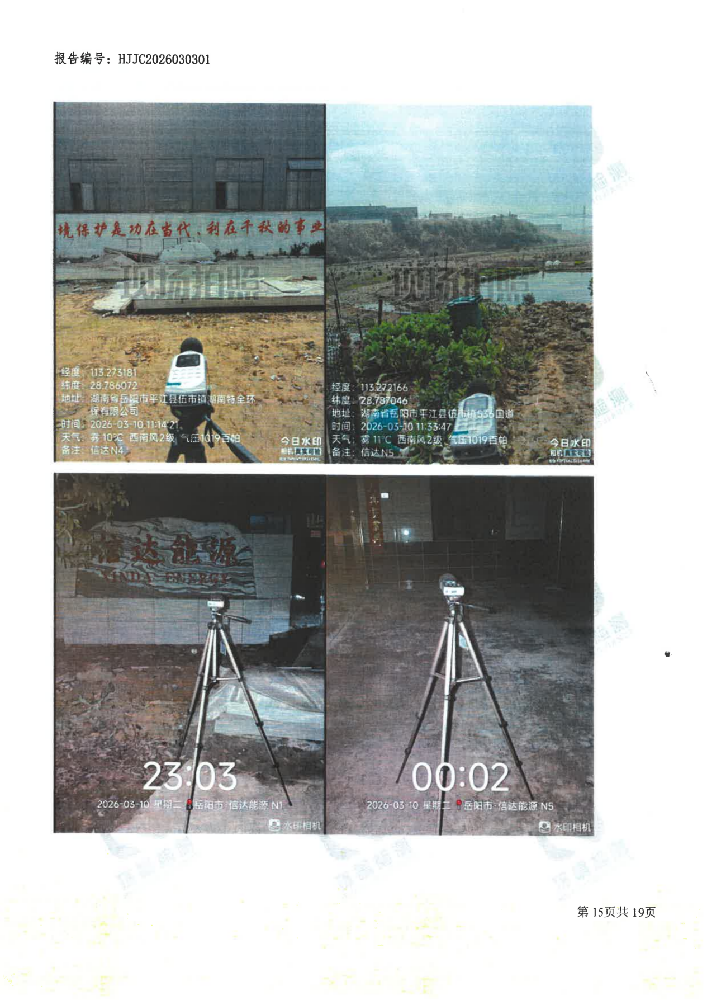 报告编号：HJJC2026030301
境保护是功在当代、利在千秋的事业
现场拍照
经度：113.273181
纬度：28.786072
地址：湖南省岳阳市平江县伍市镇湖南特全环
保有限公司
时间：2026-03-10 11:14:21
天气：雾 10℃ 西南风2级 气压1019百帕
备注：信达N4
今日水印
相机 真实可验
现场拍照
经度：113.272166
纬度：28.787046
地址：湖南省岳阳市平江县伍市镇536国道
时间：2026-03-10 11:33:47
天气：雾 11℃ 西南风2级 气压1019百帕
备注：信达N5
今日水印
相机 真实可验
信达能源
XINDA ENERGY
23:03
2026-03-10 星期二 岳阳市·信达能源 N1
水印相机
00:02
2026-03-10 星期二 岳阳市·信达能源 N5
水印相机
第 15页共 19页